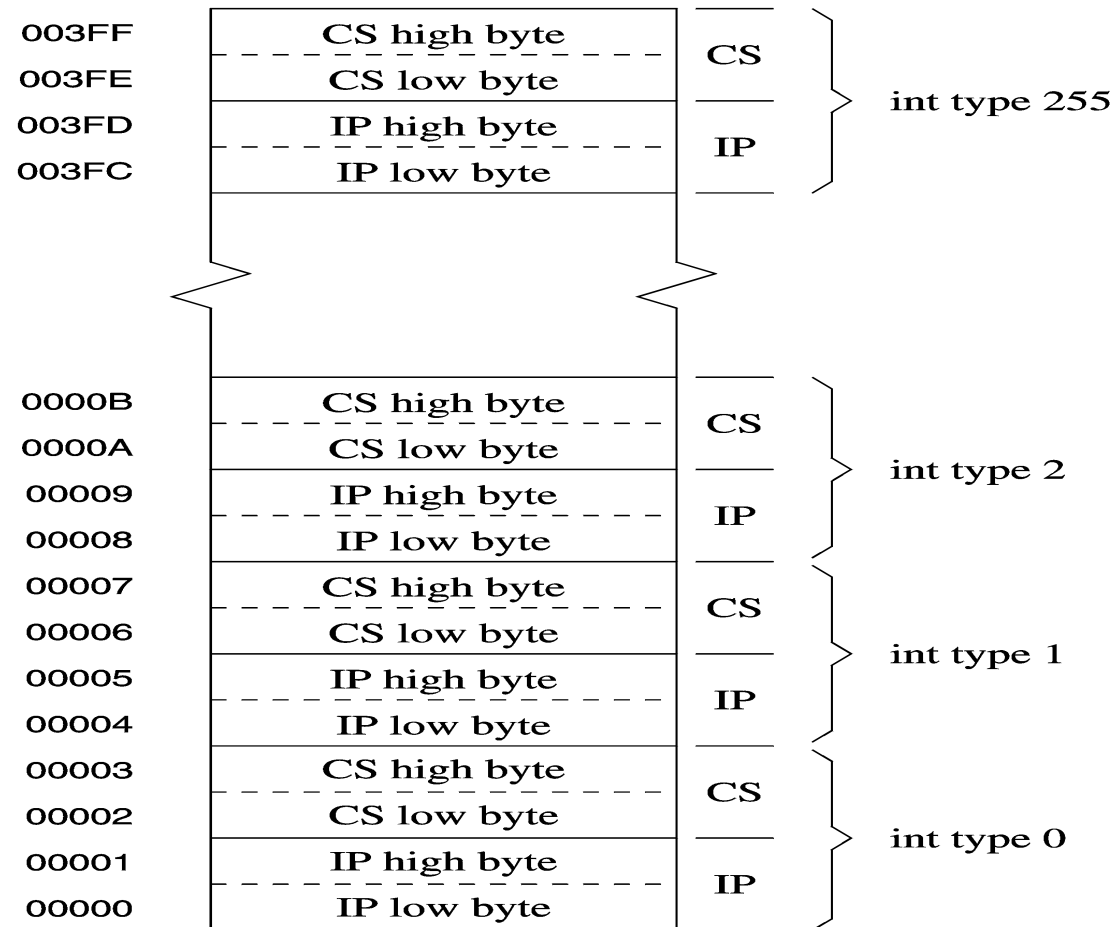 003FF CS high byte
CS
003FE CS low byte
int type 255
003FD IP high byte
IP
003FC IP low byte
0000B CS high byte
CS
0000A CS low byte
int type 2
00009 IP high byte
IP
00008 IP low byte
00007 CS high byte
CS
00006 CS low byte
int type 1
00005 IP high byte
IP
00004 IP low byte
00003 CS high byte
CS
00002 CS low byte
int type 0
00001 IP high byte
IP
00000 IP low byte